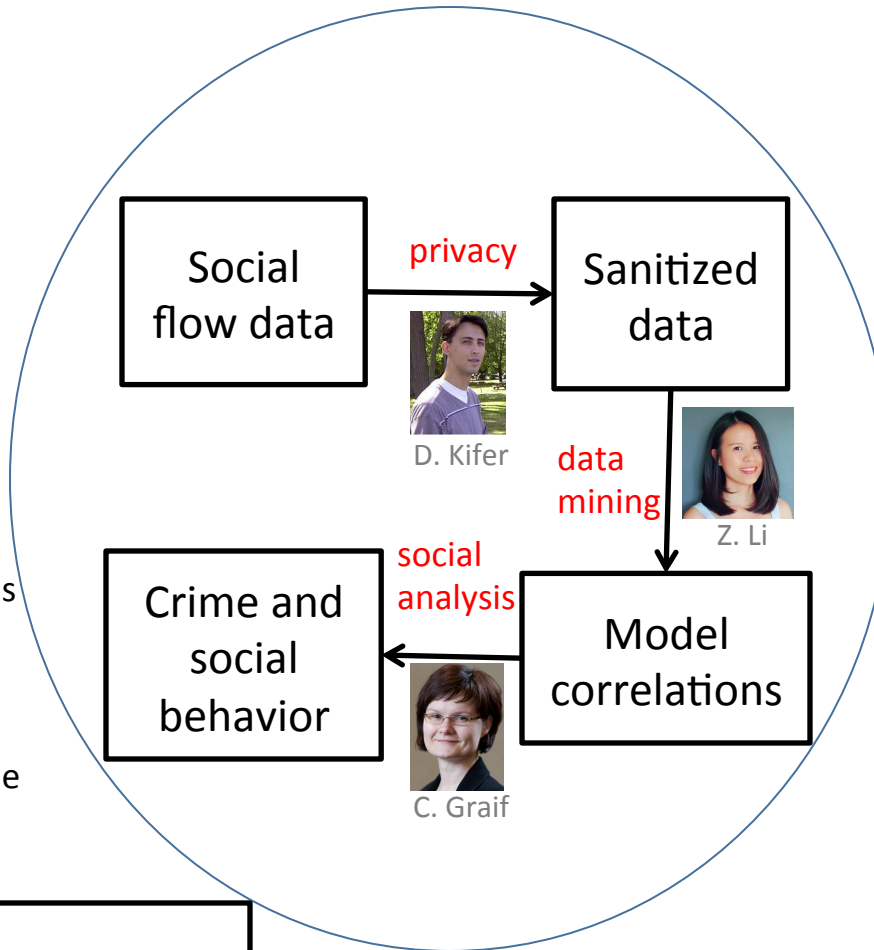 Social
flow data
privacy
D. Kifer
Sanitized
data
data
mining
Z. Li
Model
correlations
social
analysis
C. Graif
Crime and
social
behavior
s
e